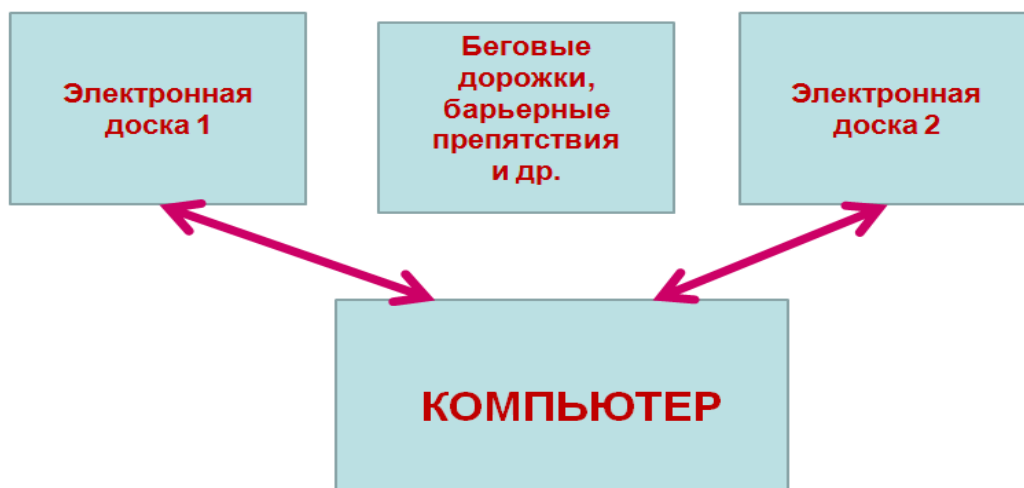 Электронная
доска 1
Беговые
дорожки,
барьерные
препятствия
и др.
Электронная
доска 2
КОМПЬЮТЕР